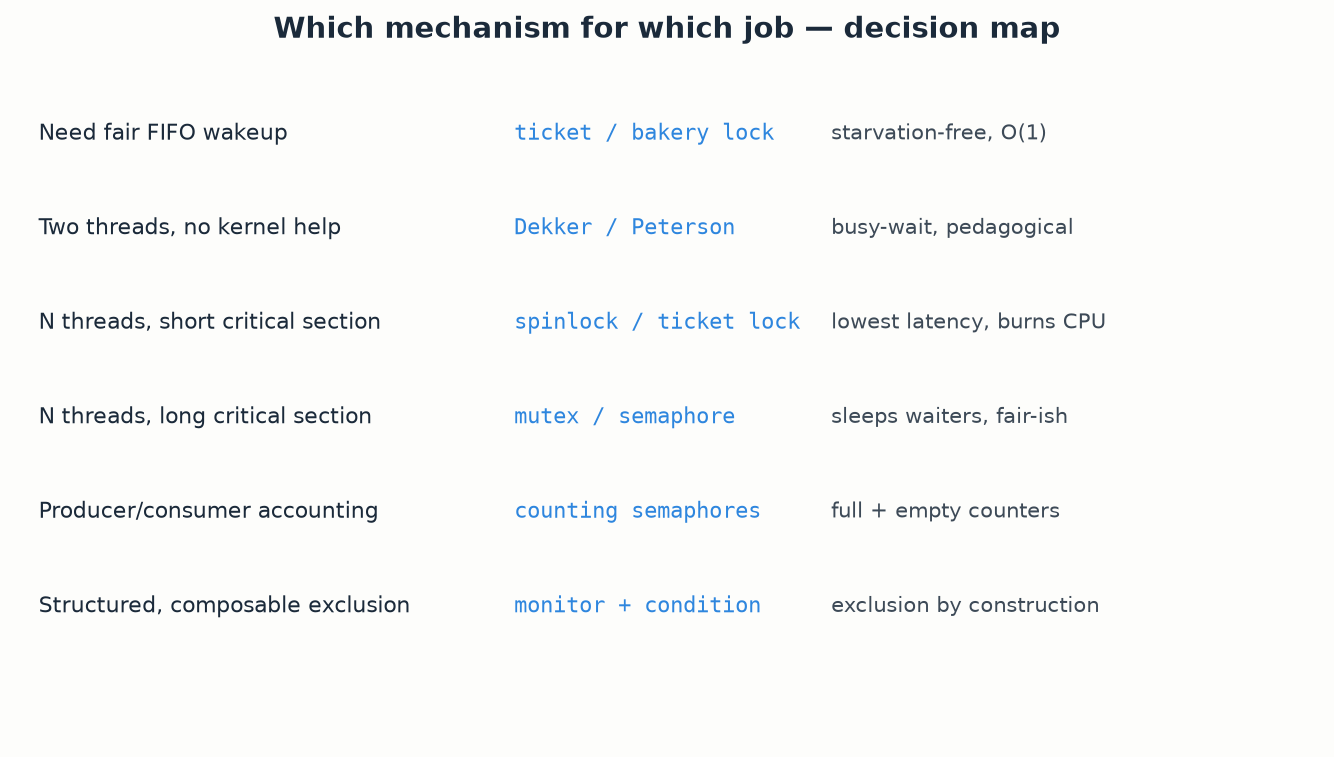 Which mechanism for which job — decision map
Need fair FIFO wakeup ticket / bakery lock starvation-free, O(1)
Two threads, no kernel help Dekker / Peterson busy-wait, pedagogical
N threads, short critical section spinlock / ticket lock lowest latency, burns CPU
N threads, long critical section mutex / semaphore sleeps waiters, fair-ish
Producer/consumer accounting counting semaphores full + empty counters
Structured, composable exclusion monitor + condition exclusion by construction